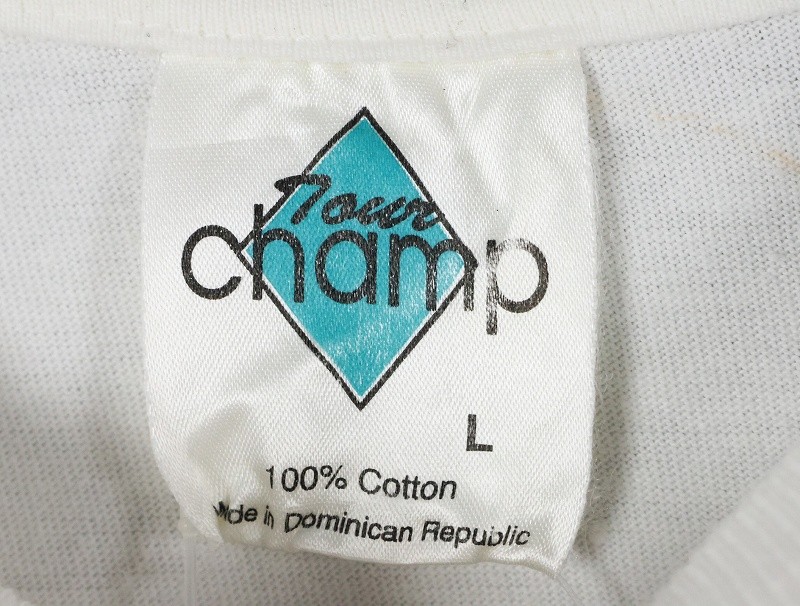 Tour
champ
L
100% Cotton
Made in Dominican Republic